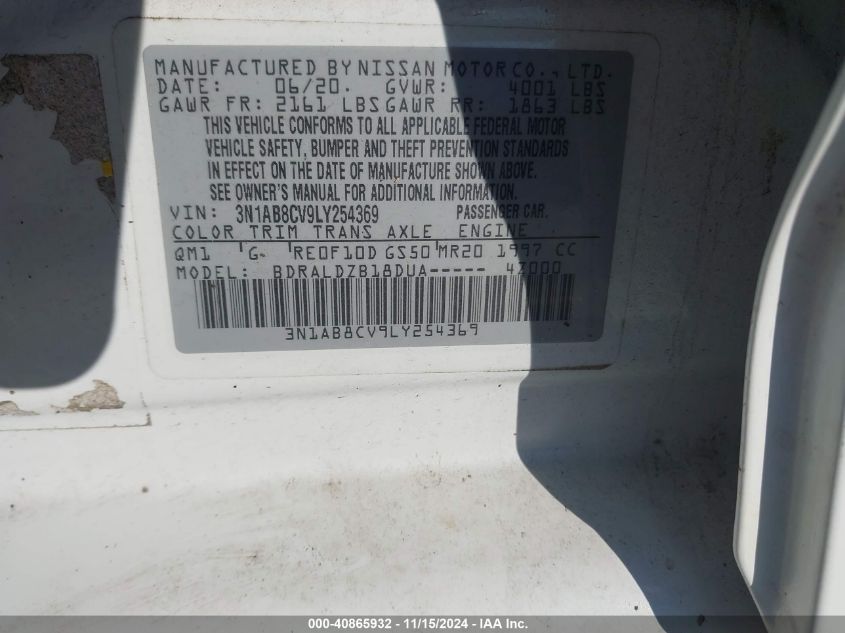 MANUFACTURED BY NISSAN MOTOR CO., LTD.
DATE: 06/20. GVWR: 4001 LBS
GAWR FR: 2161 LBS GAWR RR: 1863 LBS
THIS VEHICLE CONFORMS TO ALL APPLICABLE FEDERAL MOTOR
VEHICLE SAFETY, BUMPER AND THEFT PREVENTION STANDARDS
IN EFFECT ON THE DATE OF MANUFACTURE SHOWN ABOVE.
SEE OWNER'S MANUAL FOR ADDITIONAL INFORMATION.
VIN: 3N1AB8CV9LY254369 PASSENGER CAR.
COLOR TRIM TRANS AXLE ENGINE
QM1 G RE0F10D GS50 MR20 1997 CC
MODEL: BDRALDZB18DUA----- 4Z000
3N1AB8CV9LY254369
000-40865932 - 11/15/2024 - IAA Inc.